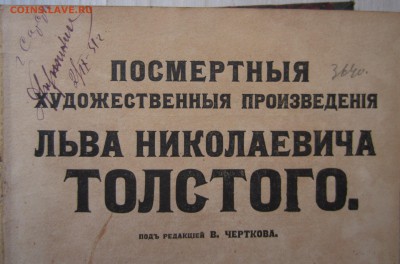 COINS.LAVE.RU
ПОСМЕРТНЫЯ
ХУДОЖЕСТВЕННЫЯ ПРОИЗВЕДЕНІЯ
ЛЬВА НИКОЛАЕВИЧА
ТОЛСТОГО.
ПОДЪ РЕДАКЦІЕЙ В. ЧЕРТКОВА.